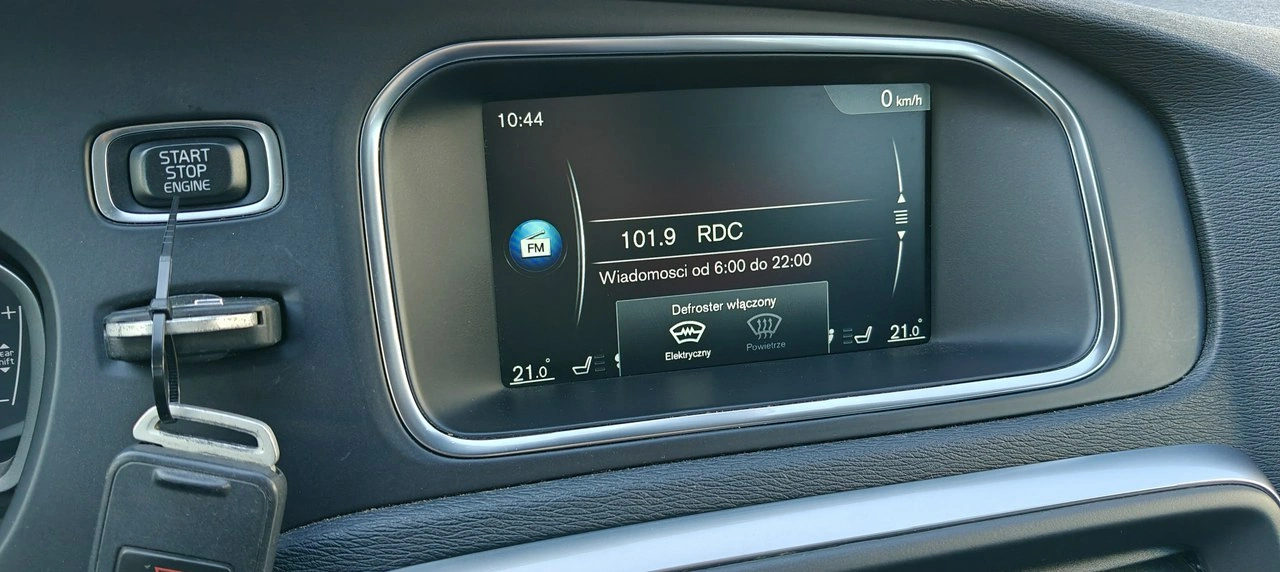 START
STOP
ENGINE
10:44
0 km/h
FM
101.9 RDC
Wiadomosci od 6:00 do 22:00
Defroster włączony
Elektryczny
Powietrze
21.0°
21.0°
+